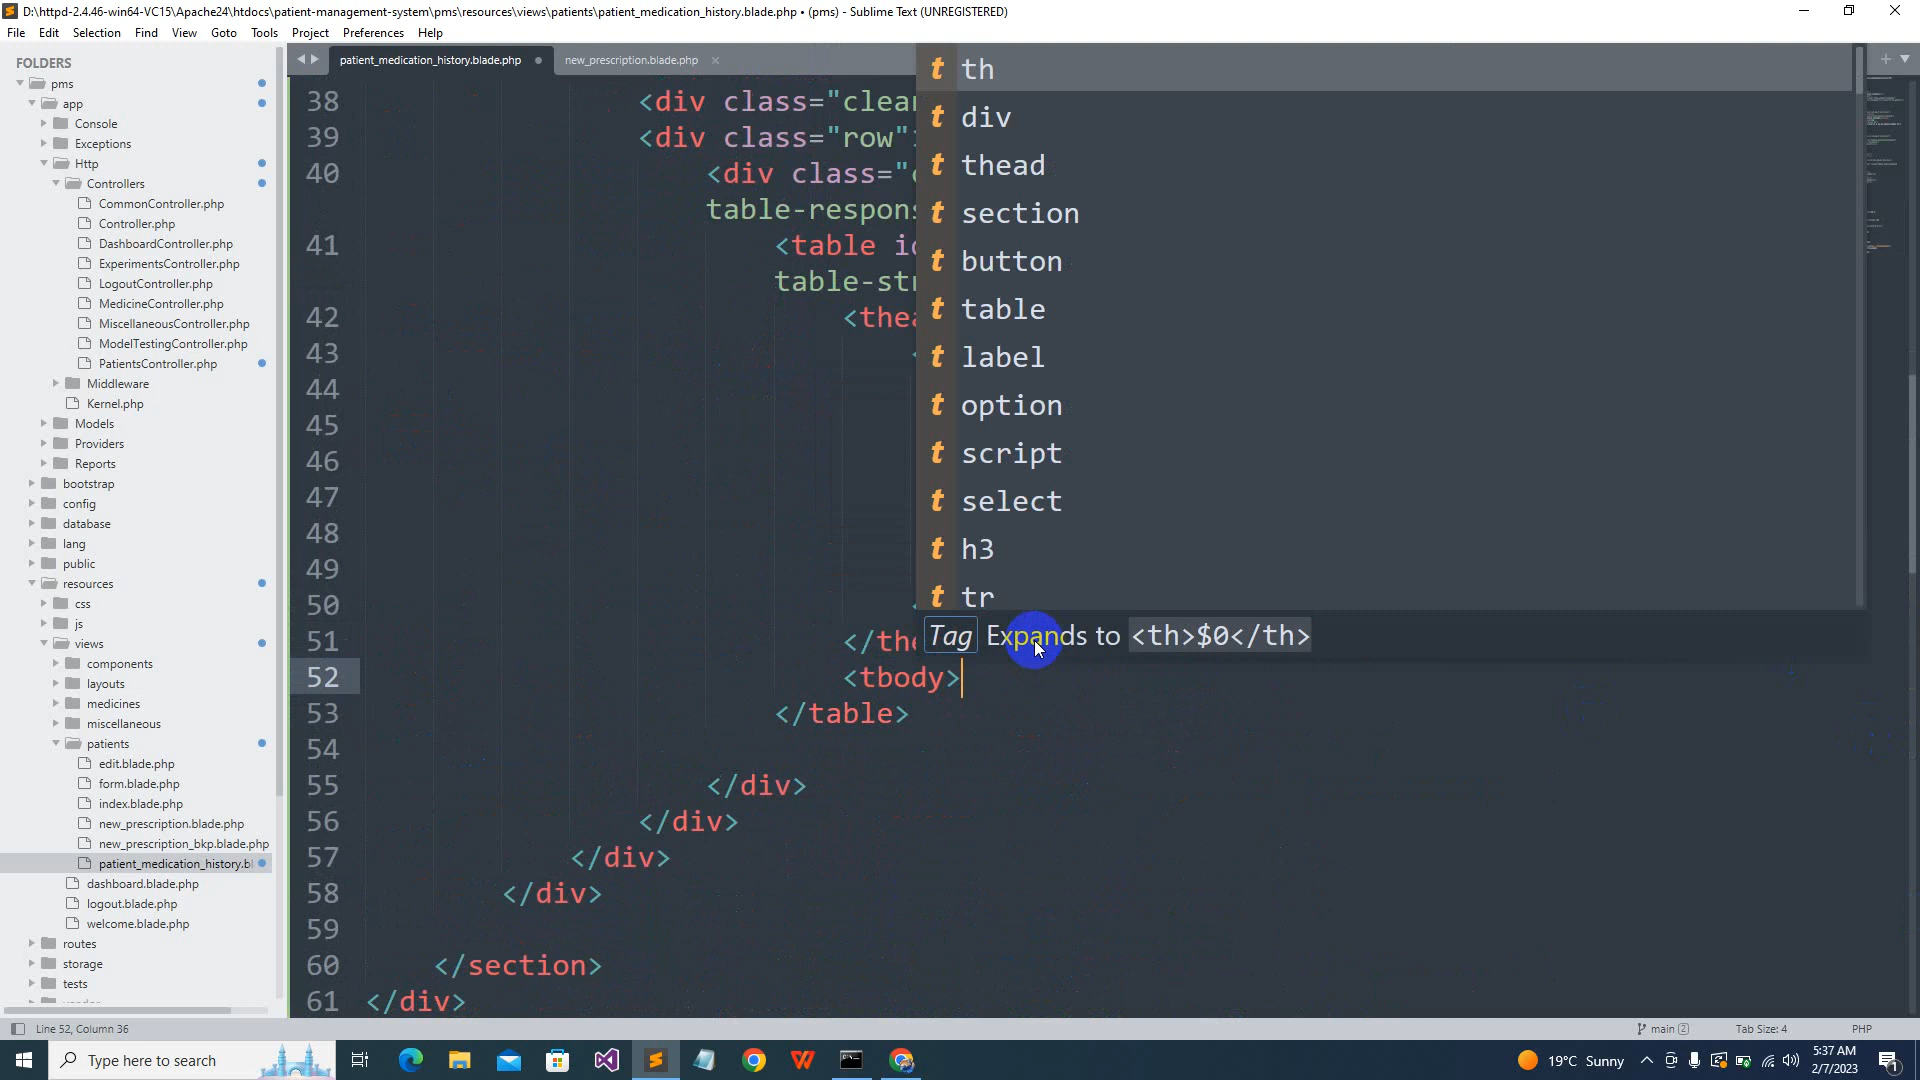 D:\httpd-2.4.46-win64-VC15\Apache24\htdocs\patient-management-system\pms\resources\views\patients\patient_medication_history.blade.php • (pms) - Sublime Text (UNREGISTERED)
File Edit Selection Find View Goto Tools Project Preferences Help
FOLDERS
pms
app
Console
Exceptions
Http
Controllers
CommonController.php
Controller.php
DashboardController.php
ExperimentsController.php
LogoutController.php
MedicineController.php
MiscellaneousController.php
ModelTestingController.php
PatientsController.php
Middleware
Kernel.php
Models
Providers
Reports
bootstrap
config
database
lang
public
resources
css
js
views
components
layouts
medicines
miscellaneous
patients
edit.blade.php
form.blade.php
index.blade.php
new_prescription.blade.php
new_prescription_bkp.blade.php
patient_medication_history.bl
dashboard.blade.php
logout.blade.php
welcome.blade.php
routes
storage
tests
patient_medication_history.blade.php
new_prescription.blade.php
38 <div class="clear
39 <div class="row"
40 <div class="
table-respons
41 <table id
table-str
42 <thea
43 <
44
45
46
47
48
49
50 <
51 </the
52 <tbody>
53 </table>
54
55 </div>
56 </div>
57 </div>
58 </div>
59
60 </section>
61 </div>
t th
t div
t thead
t section
t button
t table
t label
t option
t script
t select
t h3
t tr
Tag Expands to <th>$0</th>
Line 52, Column 36
main 2
Tab Size: 4
PHP
Type here to search
19°C Sunny
5:37 AM
2/7/2023
1